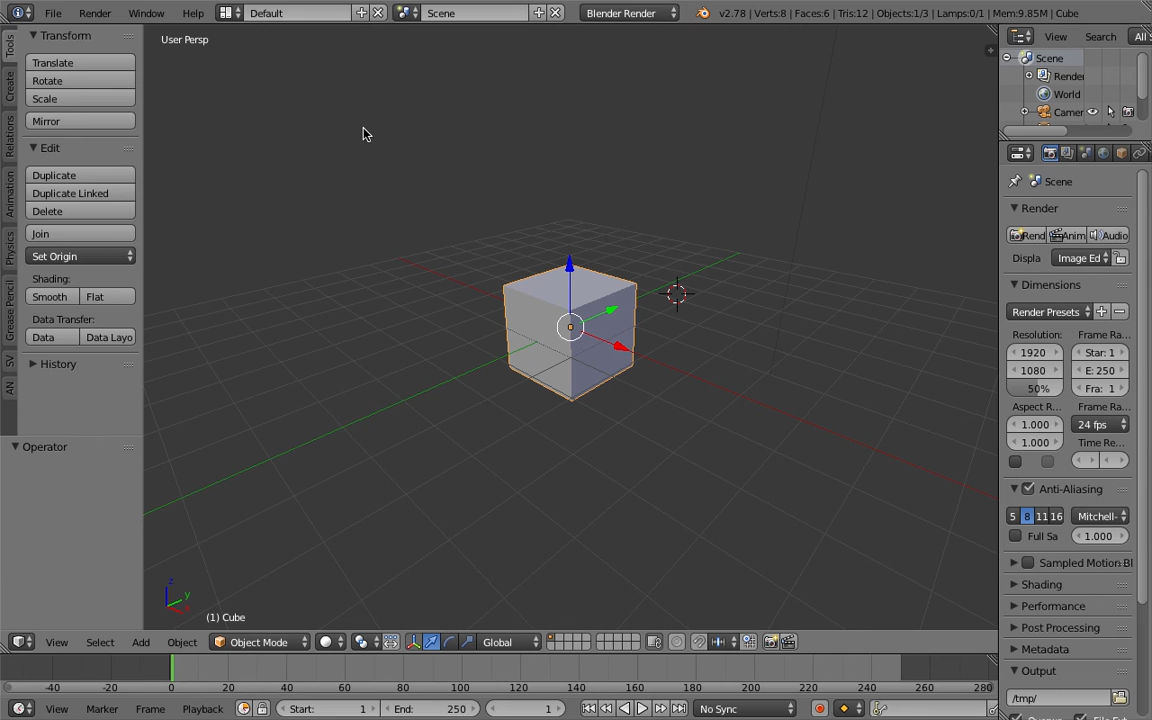 File Render Window Help Default Scene Blender Render v2.78 | Verts:8 | Faces:6 | Tris:12 | Objects:1/3 | Lamps:0/1 | Mem:9.85M | Cube
Tools
Create
Relations
Animation
Physics
Grease Pencil
SV
AN
Transform
Translate
Rotate
Scale
Mirror
Edit
Duplicate
Duplicate Linked
Delete
Join
Set Origin
Shading:
Smooth Flat
Data Transfer:
Data Data Layo
History
Operator
User Persp
z
y
x
(1) Cube
View Search All S
Scene
Render
World
Camer
Scene
Render
Rend Anim Audio
Displa Image Ed
Dimensions
Render Presets
Resolution: Frame Ra...
1920 Star: 1
1080 E: 250
50% Fra: 1
Aspect R... Frame Ra...
1.000 24 fps
1.000 Time Re...
Anti-Aliasing
5 8 11 16 Mitchell-
Full Sa 1.000
Sampled Motion Bl
Shading
Performance
Post Processing
Metadata
Output
/tmp/
View Select Add Object Object Mode Global
-40 -20 0 20 40 60 80 100 120 140 160 180 200 220 240 260 280
View Marker Frame Playback Start: 1 End: 250 1 No Sync